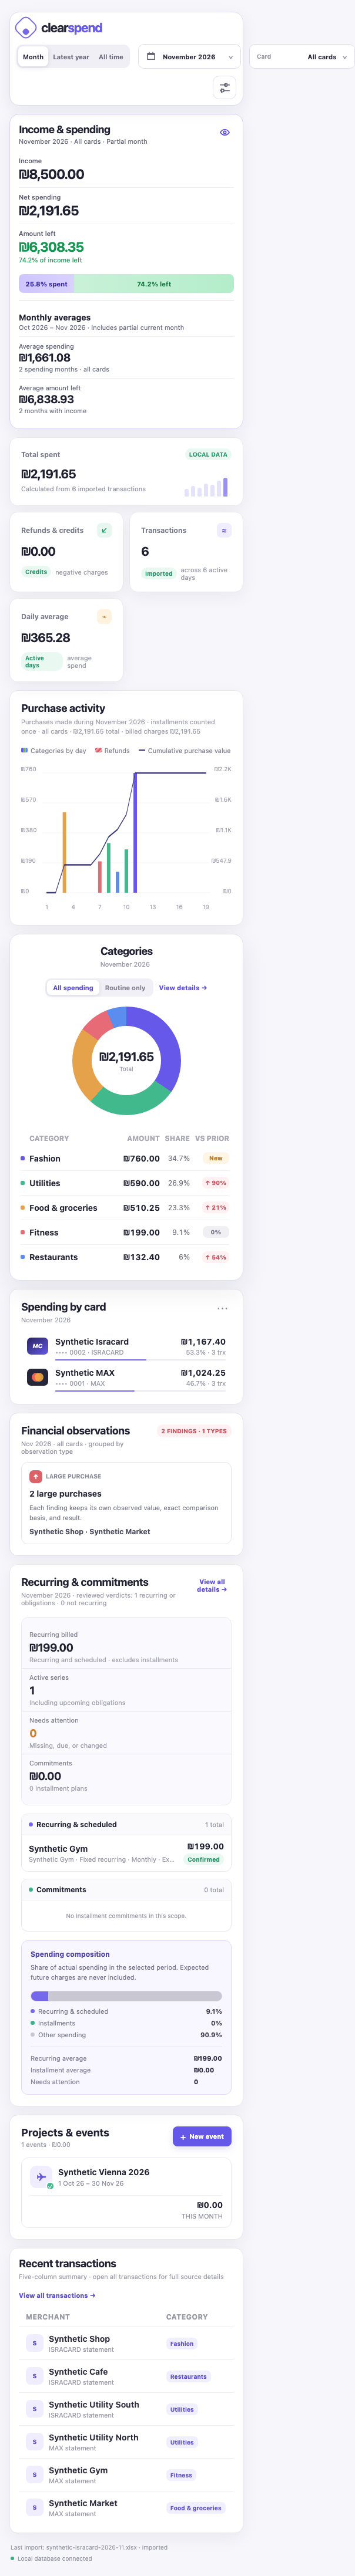 clearspend
Month Latest year All time
November 2026
Card All cards
Income & spending
November 2026 · All cards · Partial month
Income
₪8,500.00
Net spending
₪2,191.65
Amount left
₪6,308.35
74.2% of income left
25.8% spent 74.2% left
Monthly averages
Oct 2026 – Nov 2026 · Includes partial current month
Average spending
₪1,661.08
2 spending months · all cards
Average amount left
₪6,838.93
2 months with income
Total spent LOCAL DATA
₪2,191.65
Calculated from 6 imported transactions
Refunds & credits
₪0.00
Credits negative charges
Transactions
6
Imported across 6 active
days
Daily average
₪365.28
Active
days
average
spend
Purchase activity
Purchases made during November 2026 · installments counted
once · all cards · ₪2,191.65 total · billed charges ₪2,191.65
Categories by day Refunds Cumulative purchase value
₪760 ₪2.2K
₪570 ₪1.6K
₪380 ₪1.1K
₪190 ₪547.9
₪0 ₪0
1 4 7 10 13 16 19
Categories
November 2026
All spending Routine only View details →
₪2,191.65
Total
CATEGORY AMOUNT SHARE VS PRIOR
Fashion ₪760.00 34.7% New
Utilities ₪590.00 26.9% ↑ 90%
Food & groceries ₪510.25 23.3% ↑ 21%
Fitness ₪199.00 9.1% 0%
Restaurants ₪132.40 6% ↑ 54%
Spending by card
November 2026
MC Synthetic Isracard ₪1,167.40
•••• 0002 · ISRACARD 53.3% · 3 trx
Synthetic MAX ₪1,024.25
•••• 0001 · MAX 46.7% · 3 trx
Financial observations 2 FINDINGS · 1 TYPES
Nov 2026 · all cards · grouped by
observation type
LARGE PURCHASE
2 large purchases
Each finding keeps its own observed value, exact comparison
basis, and result.
Synthetic Shop · Synthetic Market
Recurring & commitments View all
details →
November 2026 · reviewed verdicts: 1 recurring or
obligations · 0 not recurring
Recurring billed
₪199.00
Recurring and scheduled · excludes installments
Active series
1
Including upcoming obligations
Needs attention
0
Missing, due, or changed
Commitments
₪0.00
0 installment plans
Recurring & scheduled 1 total
Synthetic Gym ₪199.00
Synthetic Gym · Fixed recurring · Monthly · Ex... Confirmed
Commitments 0 total
No installment commitments in this scope.
Spending composition
Share of actual spending in the selected period. Expected
future charges are never included.
Recurring & scheduled 9.1%
Installments 0%
Other spending 90.9%
Recurring average ₪199.00
Installment average ₪0.00
Needs attention 0
Projects & events + New event
1 events · ₪0.00
Synthetic Vienna 2026
1 Oct 26 – 30 Nov 26
₪0.00
THIS MONTH
Recent transactions
Five-column summary · open all transactions for full source details
View all transactions →
MERCHANT CATEGORY
S Synthetic Shop Fashion
ISRACARD statement
S Synthetic Cafe Restaurants
ISRACARD statement
S Synthetic Utility South Utilities
ISRACARD statement
S Synthetic Utility North Utilities
MAX statement
S Synthetic Gym Fitness
MAX statement
S Synthetic Market Food & groceries
MAX statement
Last import: synthetic-isracard-2026-11.xlsx · imported
Local database connected